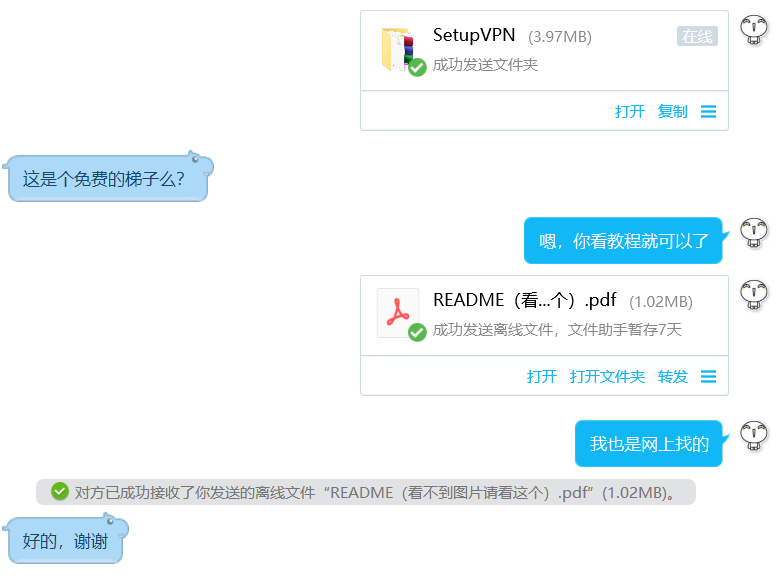 SetupVPN (3.97MB) 在线
成功发送文件夹
打开 复制
这是个免费的梯子么？
嗯，你看教程就可以了
README（看...个）.pdf (1.02MB)
成功发送离线文件，文件助手暂存7天
打开 打开文件夹 转发
我也是网上找的
对方已成功接收了你发送的离线文件“README（看不到图片请看这个）.pdf”(1.02MB)。
好的，谢谢